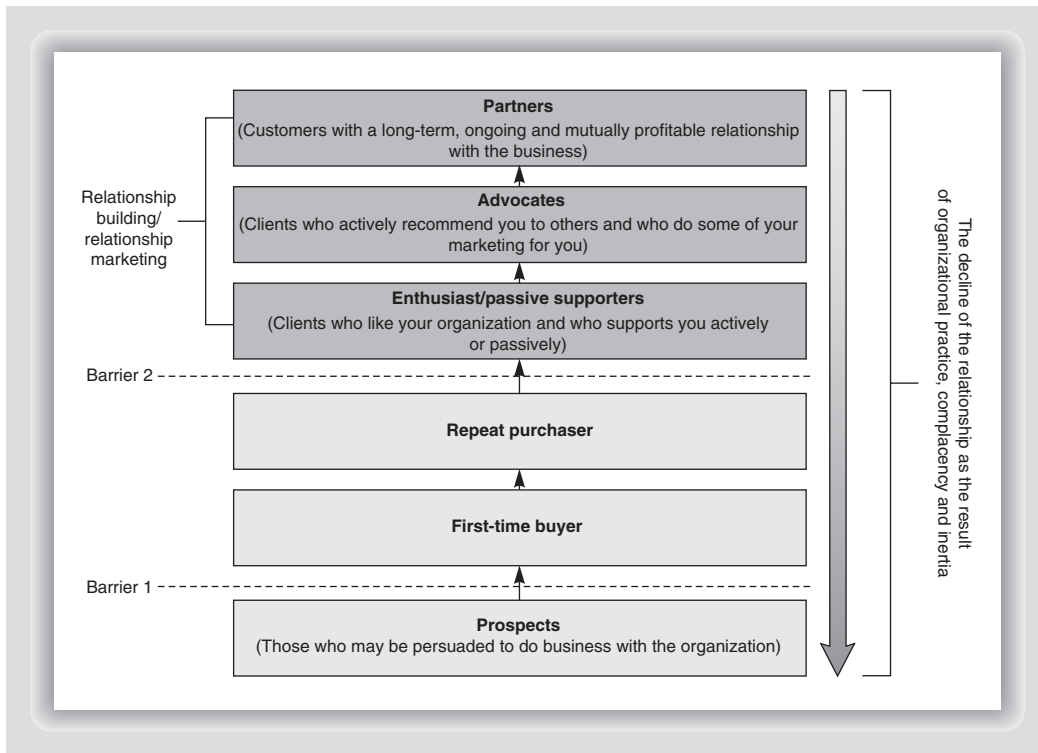 Partners
(Customers with a long-term, ongoing and mutually profitable relationship
with the business)
Relationship
building/
relationship
marketing
Advocates
(Clients who actively recommend you to others and who do some of your
marketing for you)
Enthusiast/passive supporters
(Clients who like your organization and who supports you actively
or passively)
Barrier 2
Repeat purchaser
First-time buyer
Barrier 1
Prospects
(Those who may be persuaded to do business with the organization)
The decline of the relationship as the result
of organizational practice, complacency and inertia